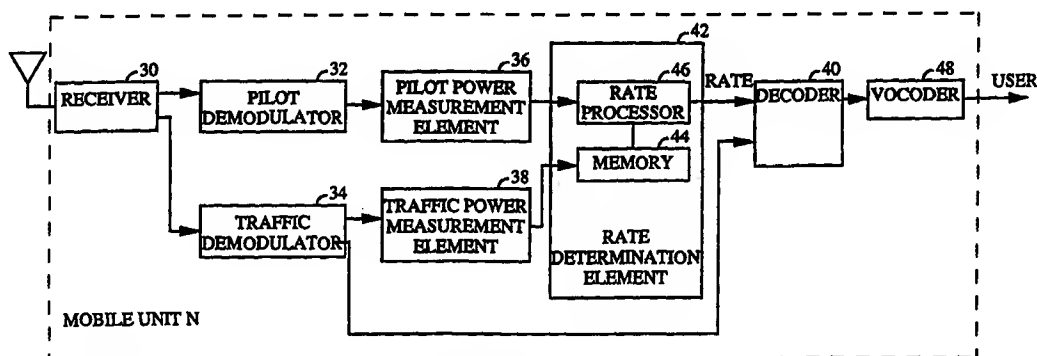 42
30
RECEIVER
32
PILOT
DEMODULATOR
36
PILOT POWER
MEASUREMENT
ELEMENT
46
RATE
PROCESSOR
44
MEMORY
RATE
DETERMINATION
ELEMENT
RATE
40
DECODER
48
VOCODER
USER
34
TRAFFIC
DEMODULATOR
38
TRAFFIC POWER
MEASUREMENT
ELEMENT
MOBILE UNIT N